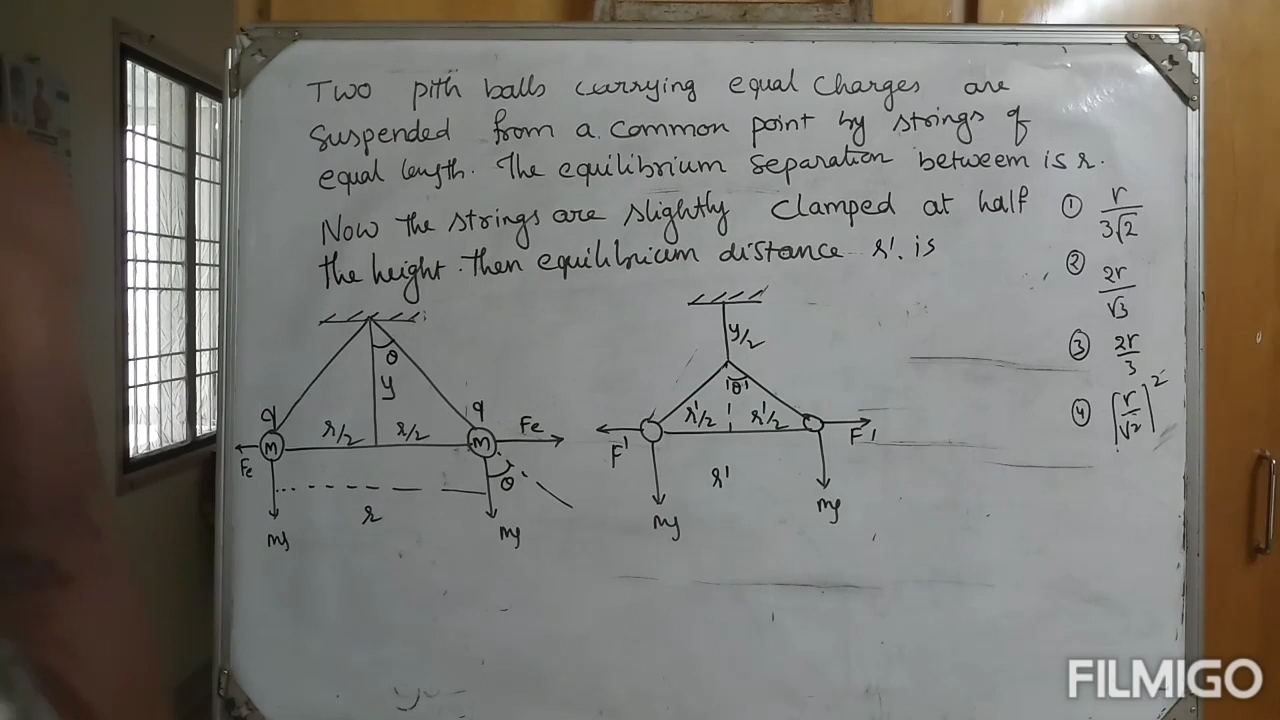 Two pith balls carrying equal charges are
suspended from a common point by strings of
equal length. The equilibrium separation betweem is r.
Now the strings are slightly clamped at half
the height. then equilibrium distance r'. is
① r/3√2
② 2r/√3
③ 2r/3
④ [r/√2]²
θ
y
q
q
r/2
r/2
M
M
Fe
Fe
θ
r
mg
mg
y/2
θ'
r'/2
r'/2
F'
F'
r'
mg
mg
FILMIGO